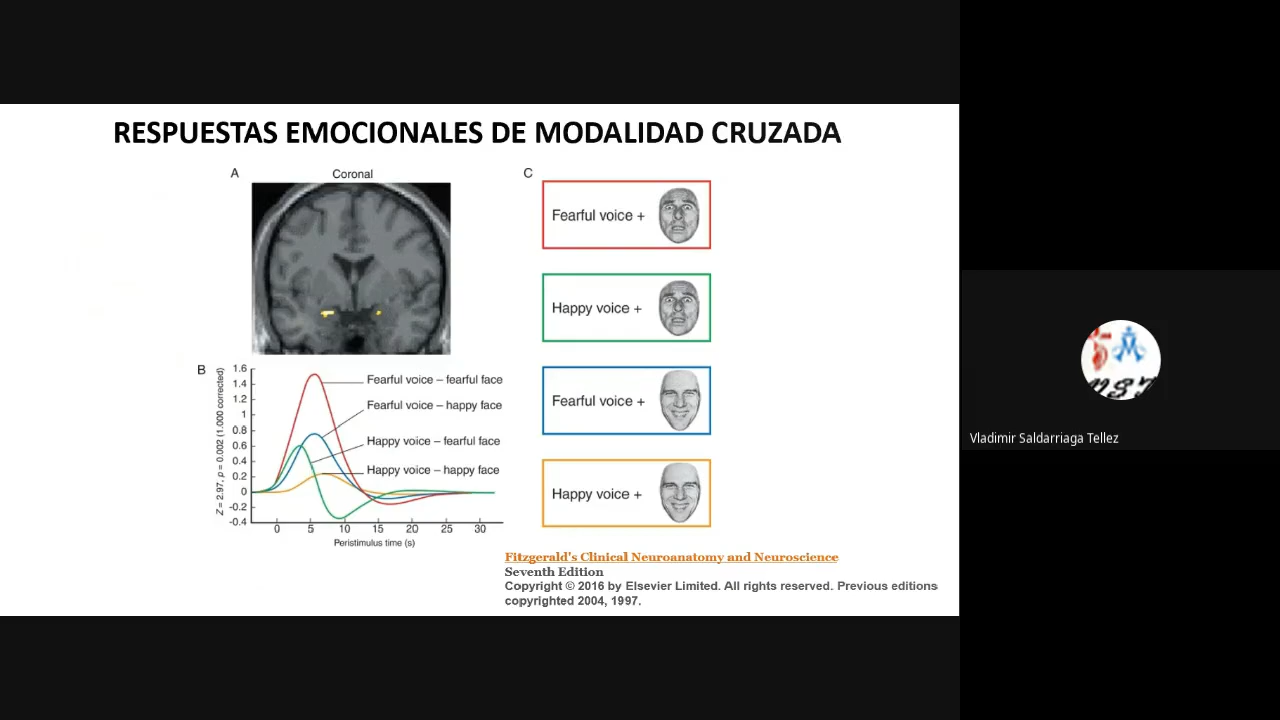 RESPUESTAS EMOCIONALES DE MODALIDAD CRUZADA
A
Coronal
B
Z = 2.97, p = 0.002 (1.000 corrected)
1.6
1.4
1.2
1
0.8
0.6
0.4
0.2
0
-0.2
-0.4
Fearful voice – fearful face
Fearful voice – happy face
Happy voice – fearful face
Happy voice – happy face
0 5 10 15 20 25 30
Peristimulus time (s)
C
Fearful voice +
Happy voice +
Fearful voice +
Happy voice +
Fitzgerald's Clinical Neuroanatomy and Neuroscience
Seventh Edition
Copyright © 2016 by Elsevier Limited. All rights reserved. Previous editions
copyrighted 2004, 1997.
Vladimir Saldarriaga Tellez